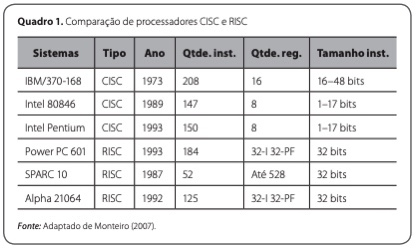 Quadro 1. Comparação de processadores CISC e RISC
Sistemas Tipo Ano Qtde. inst. Qtde. reg. Tamanho inst.
IBM/370-168 CISC 1973 208 16 16–48 bits
Intel 80846 CISC 1989 147 8 1–17 bits
Intel Pentium CISC 1993 150 8 1–17 bits
Power PC 601 RISC 1993 184 32-I 32-PF 32 bits
SPARC 10 RISC 1987 52 Até 528 32 bits
Alpha 21064 RISC 1992 125 32-I 32-PF 32 bits
Fonte: Adaptado de Monteiro (2007).